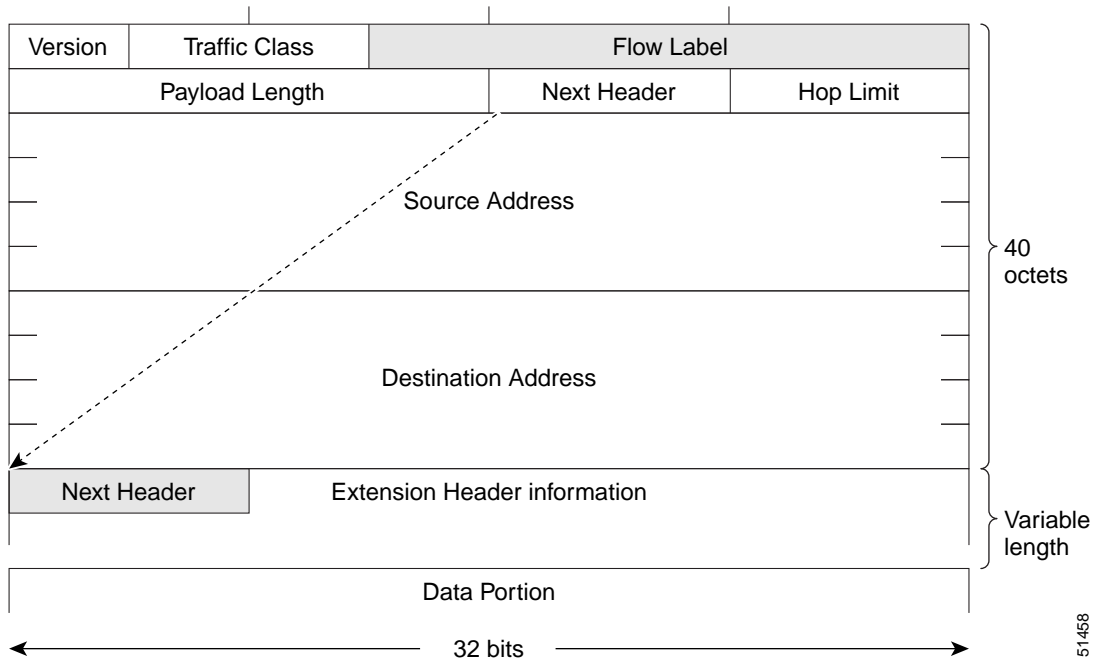 Version Traffic Class Flow Label
Payload Length Next Header Hop Limit
Source Address
40
octets
Destination Address
Next Header Extension Header information
Variable
length
Data Portion
32 bits
51458